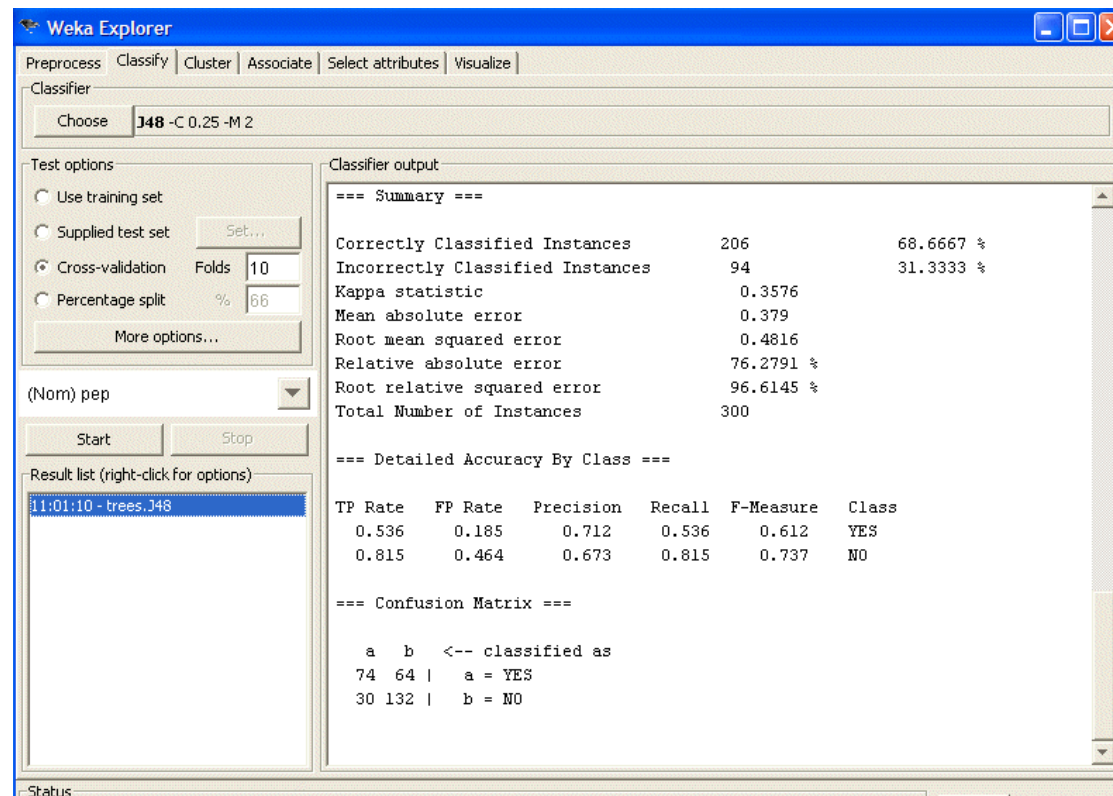 Weka Explorer
Preprocess Classify Cluster Associate Select attributes Visualize
Classifier
Choose J48 -C 0.25 -M 2
Test options
Use training set
Supplied test set Set...
Cross-validation Folds 10
Percentage split % 66
More options...
(Nom) pep
Start Stop
Result list (right-click for options)
11:01:10 - trees.J48
Classifier output
=== Summary ===
Correctly Classified Instances 206 68.6667 %
Incorrectly Classified Instances 94 31.3333 %
Kappa statistic 0.3576
Mean absolute error 0.379
Root mean squared error 0.4816
Relative absolute error 76.2791 %
Root relative squared error 96.6145 %
Total Number of Instances 300
=== Detailed Accuracy By Class ===
TP Rate FP Rate Precision Recall F-Measure Class
0.536 0.185 0.712 0.536 0.612 YES
0.815 0.464 0.673 0.815 0.737 NO
=== Confusion Matrix ===
a b <-- classified as
74 64 | a = YES
30 132 | b = NO
Status